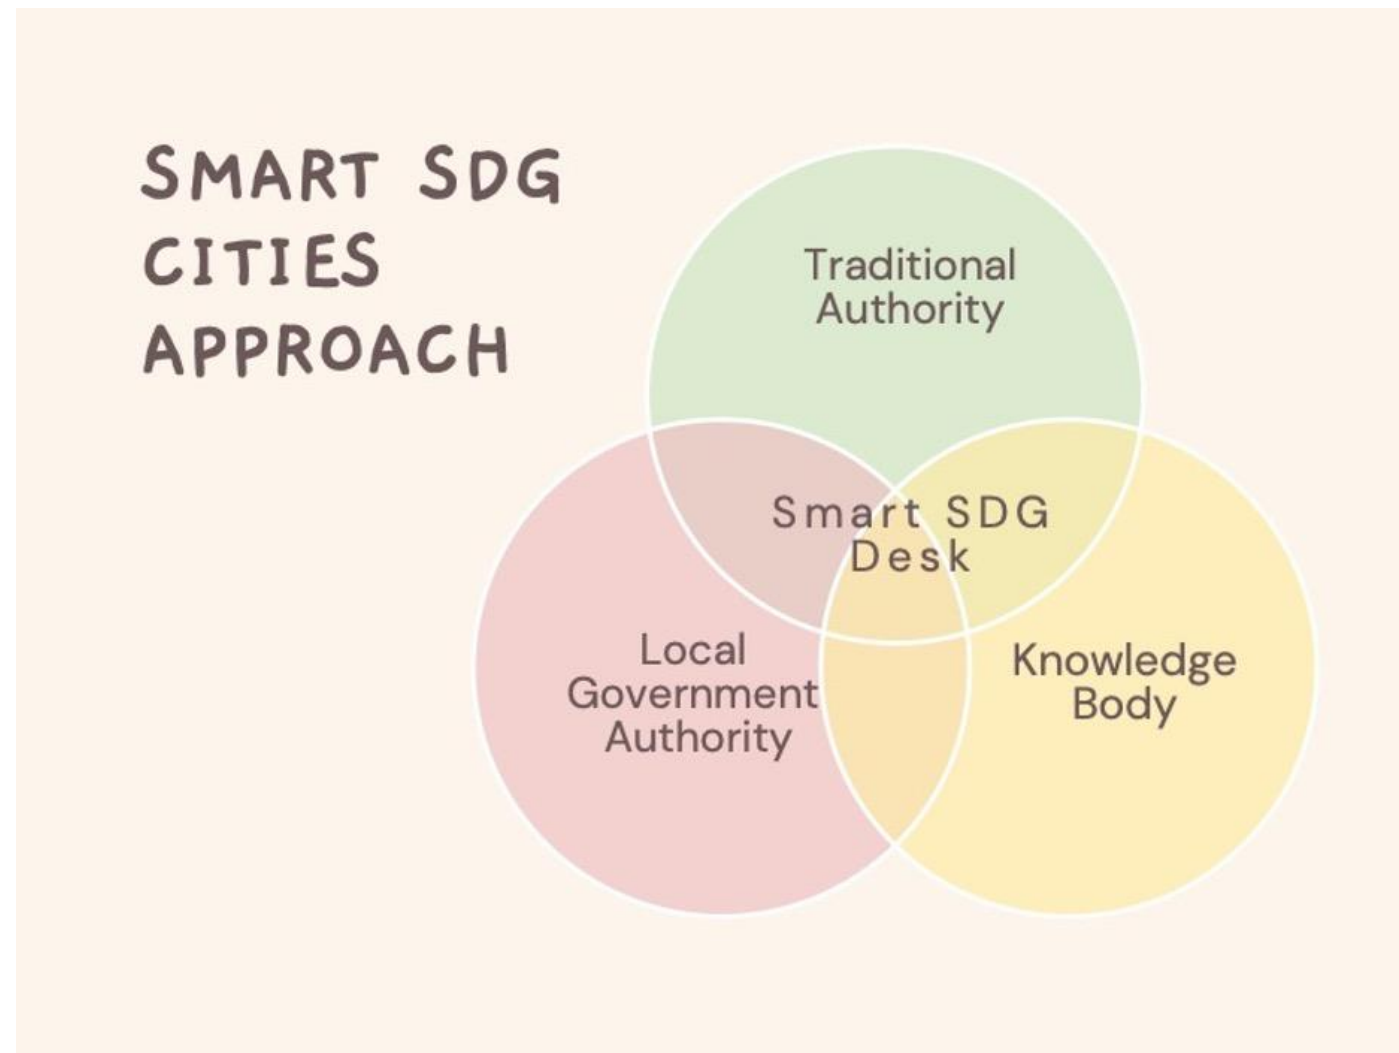 SMART SDG
CITIES
APPROACH
Traditional
Authority
Smart SDG
Desk
Local
Government
Authority
Knowledge
Body